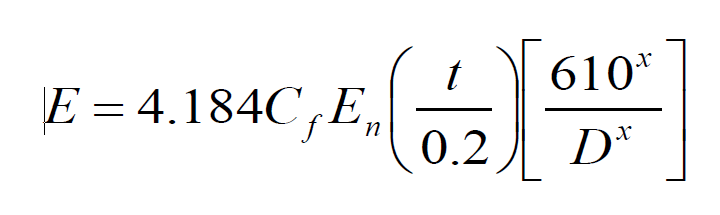 E = 4.184C_f E_n (t/0.2) [610^x/D^x]